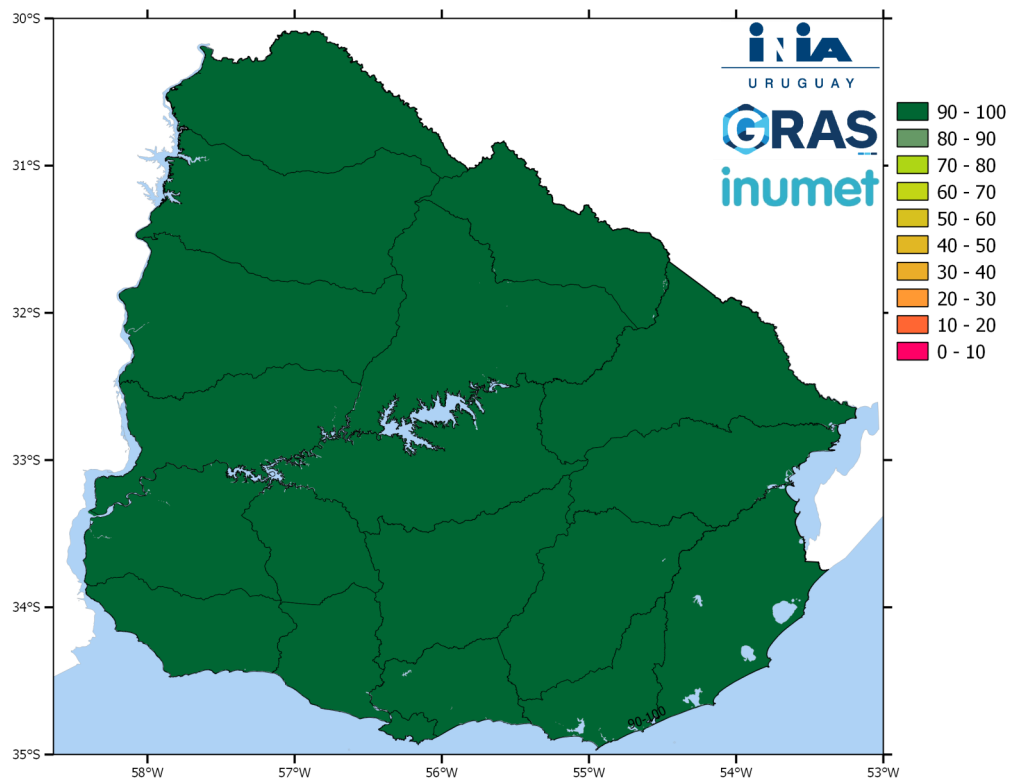 30°S
31°S
32°S
33°S
34°S
35°S
58°W
57°W
56°W
55°W
54°W
53°W
iNiA
URUGUAY
GRAS
inumet
90 - 100
80 - 90
70 - 80
60 - 70
50 - 60
40 - 50
30 - 40
20 - 30
10 - 20
0 - 10
90-100